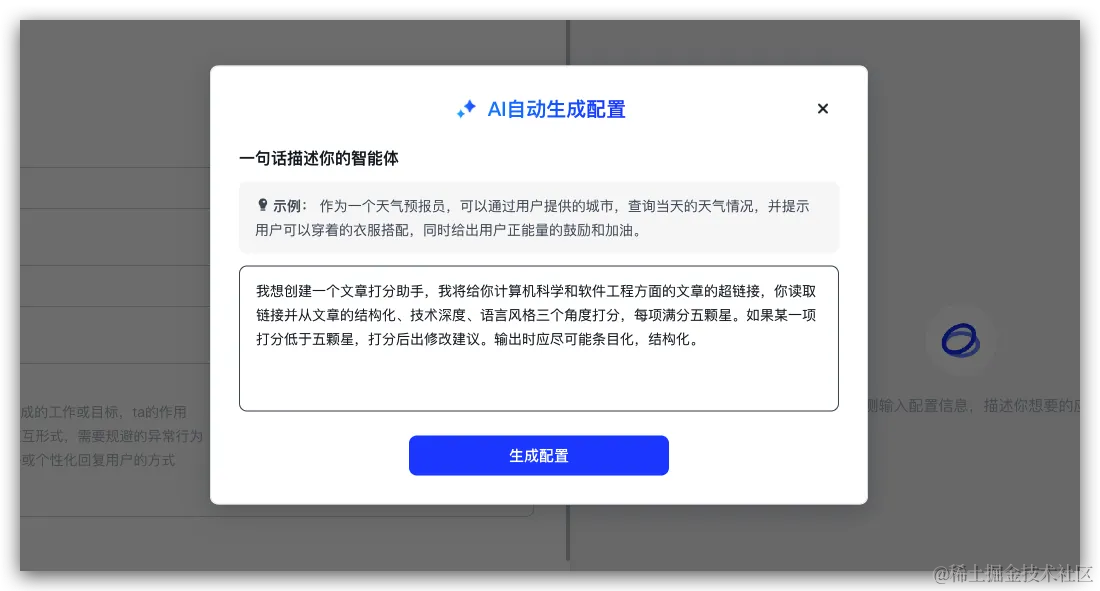 AI自动生成配置
一句话描述你的智能体
示例： 作为一个天气预报员，可以通过用户提供的城市，查询当天的天气情况，并提示
用户可以穿着的衣服搭配，同时给出用户正能量的鼓励和加油。
我想创建一个文章打分助手，我将给你计算机科学和软件工程方面的文章的超链接，你读取
链接并从文章的结构化、技术深度、语言风格三个角度打分，每项满分五颗星。如果某一项
打分低于五颗星，打分后出修改建议。输出时应尽可能条目化，结构化。
生成配置
成的工作或目标，ta的作用
互形式，需要规避的异常行为
或个性化回复用户的方式
测输入配置信息，描述你想要的应
@稀土掘金技术社区